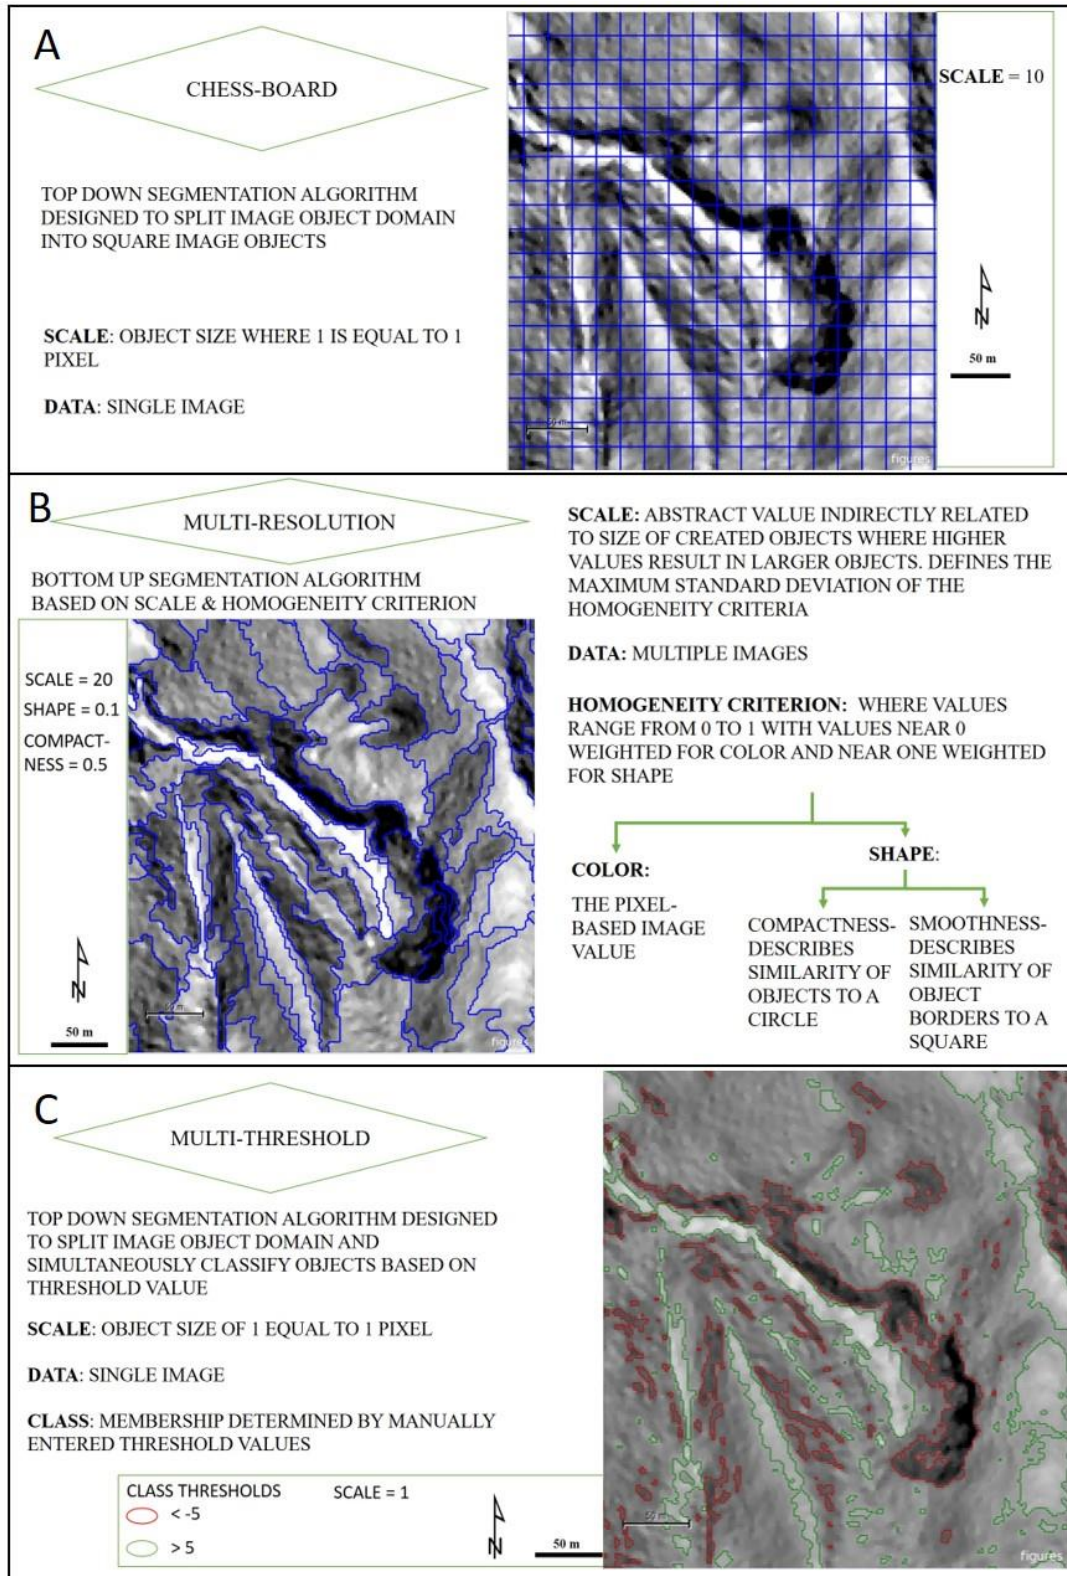 A
CHESS-BOARD
TOP DOWN SEGMENTATION ALGORITHM
DESIGNED TO SPLIT IMAGE OBJECT DOMAIN
INTO SQUARE IMAGE OBJECTS
SCALE: OBJECT SIZE WHERE 1 IS EQUAL TO 1
PIXEL
DATA: SINGLE IMAGE
50 m
figures
SCALE = 10
N
50 m
B
MULTI-RESOLUTION
BOTTOM UP SEGMENTATION ALGORITHM
BASED ON SCALE & HOMOGENEITY CRITERION
SCALE = 20
SHAPE = 0.1
COMPACT-
NESS = 0.5
N
50 m
50 m
figures
SCALE: ABSTRACT VALUE INDIRECTLY RELATED
TO SIZE OF CREATED OBJECTS WHERE HIGHER
VALUES RESULT IN LARGER OBJECTS. DEFINES THE
MAXIMUM STANDARD DEVIATION OF THE
HOMOGENEITY CRITERIA
DATA: MULTIPLE IMAGES
HOMOGENEITY CRITERION: WHERE VALUES
RANGE FROM 0 TO 1 WITH VALUES NEAR 0
WEIGHTED FOR COLOR AND NEAR ONE WEIGHTED
FOR SHAPE
COLOR:
THE PIXEL-
BASED IMAGE
VALUE
SHAPE:
COMPACTNESS-
DESCRIBES
SIMILARITY OF
OBJECTS TO A
CIRCLE
SMOOTHNESS-
DESCRIBES
SIMILARITY OF
OBJECT
BORDERS TO A
SQUARE
C
MULTI-THRESHOLD
TOP DOWN SEGMENTATION ALGORITHM DESIGNED
TO SPLIT IMAGE OBJECT DOMAIN AND
SIMULTANEOUSLY CLASSIFY OBJECTS BASED ON
THRESHOLD VALUE
SCALE: OBJECT SIZE OF 1 EQUAL TO 1 PIXEL
DATA: SINGLE IMAGE
CLASS: MEMBERSHIP DETERMINED BY MANUALLY
ENTERED THRESHOLD VALUES
CLASS THRESHOLDS
< -5
> 5
SCALE = 1
N
50 m
50 m
figures